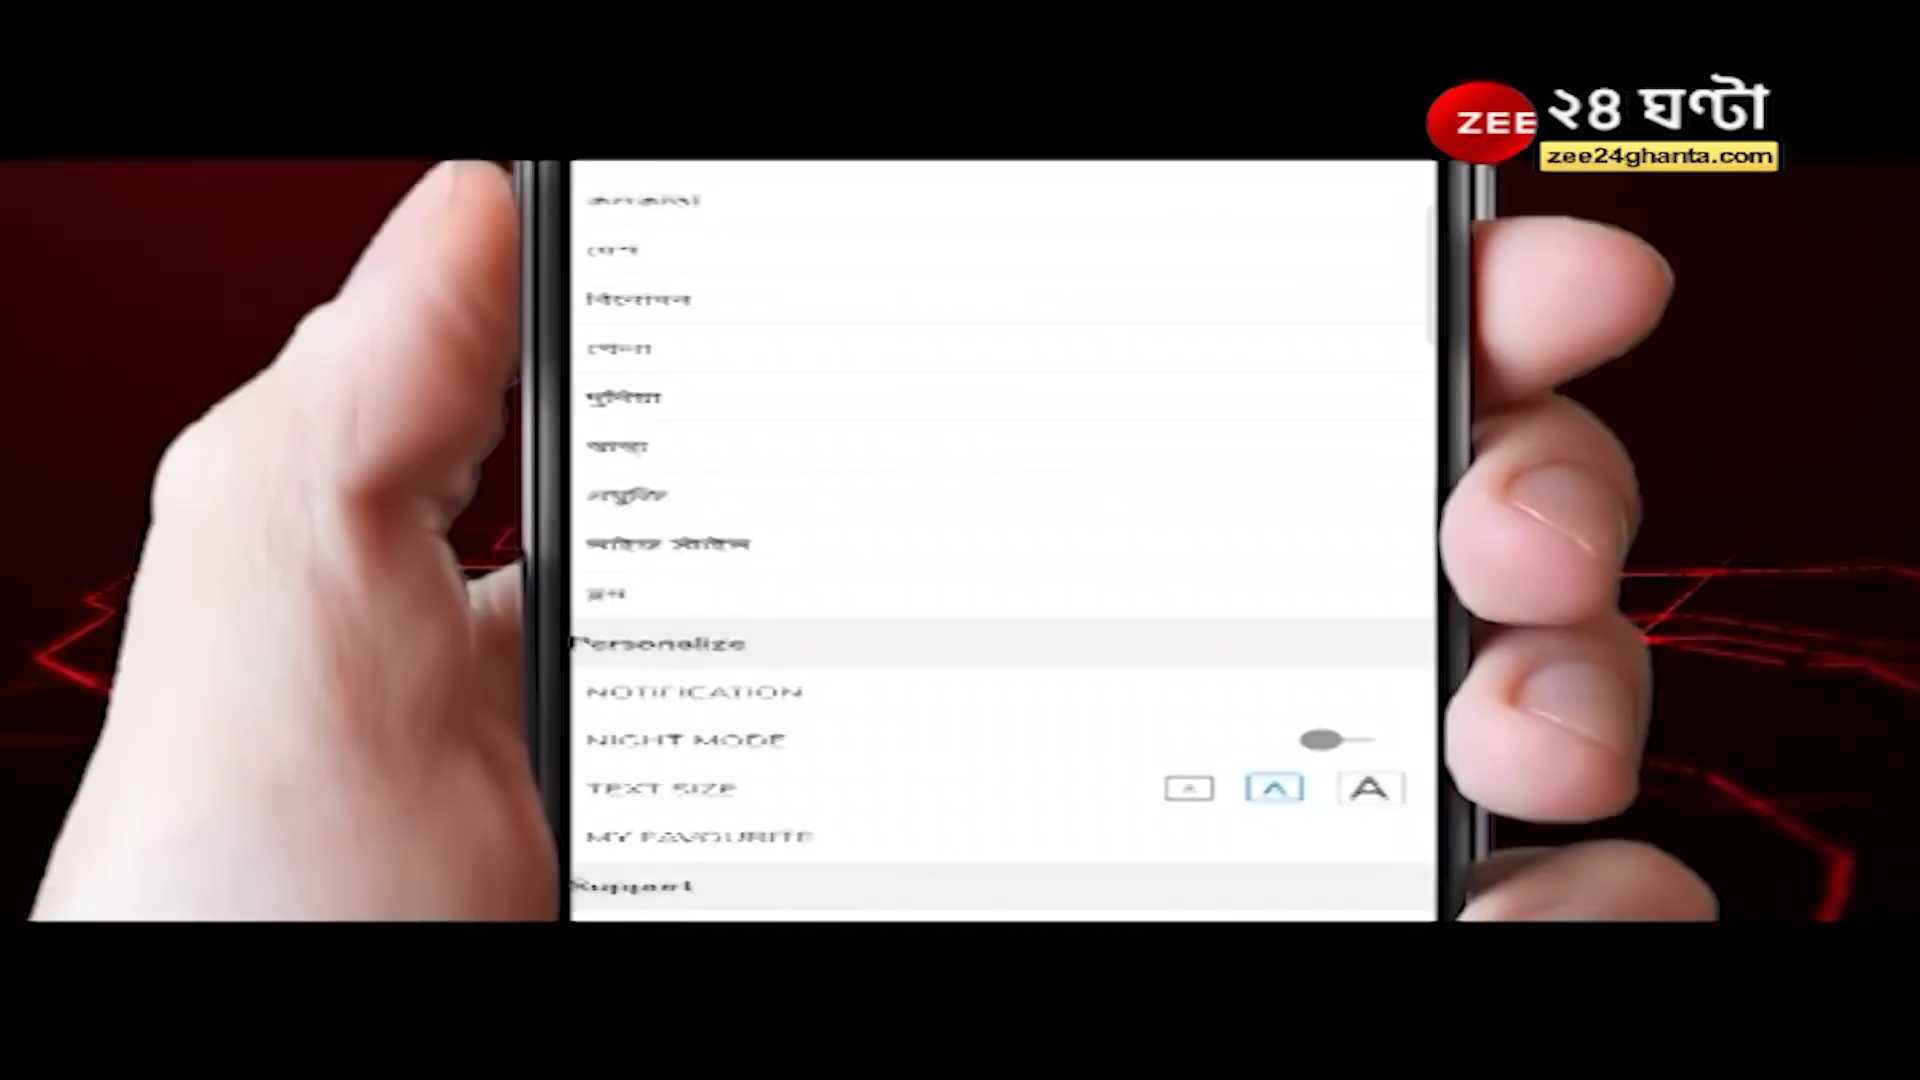 ZEE ২৪ ঘণ্টা
zee24ghanta.com
কলকাতা
দেশ
বিনোদন
খেলা
দুনিয়া
স্বাস্থ্য
প্রযুক্তি
লাইফ স্টাইল
ব্লগ
Personalize
NOTIFICATION
NIGHT MODE
TEXT SIZE A A A
MY FAVOURITE
Support